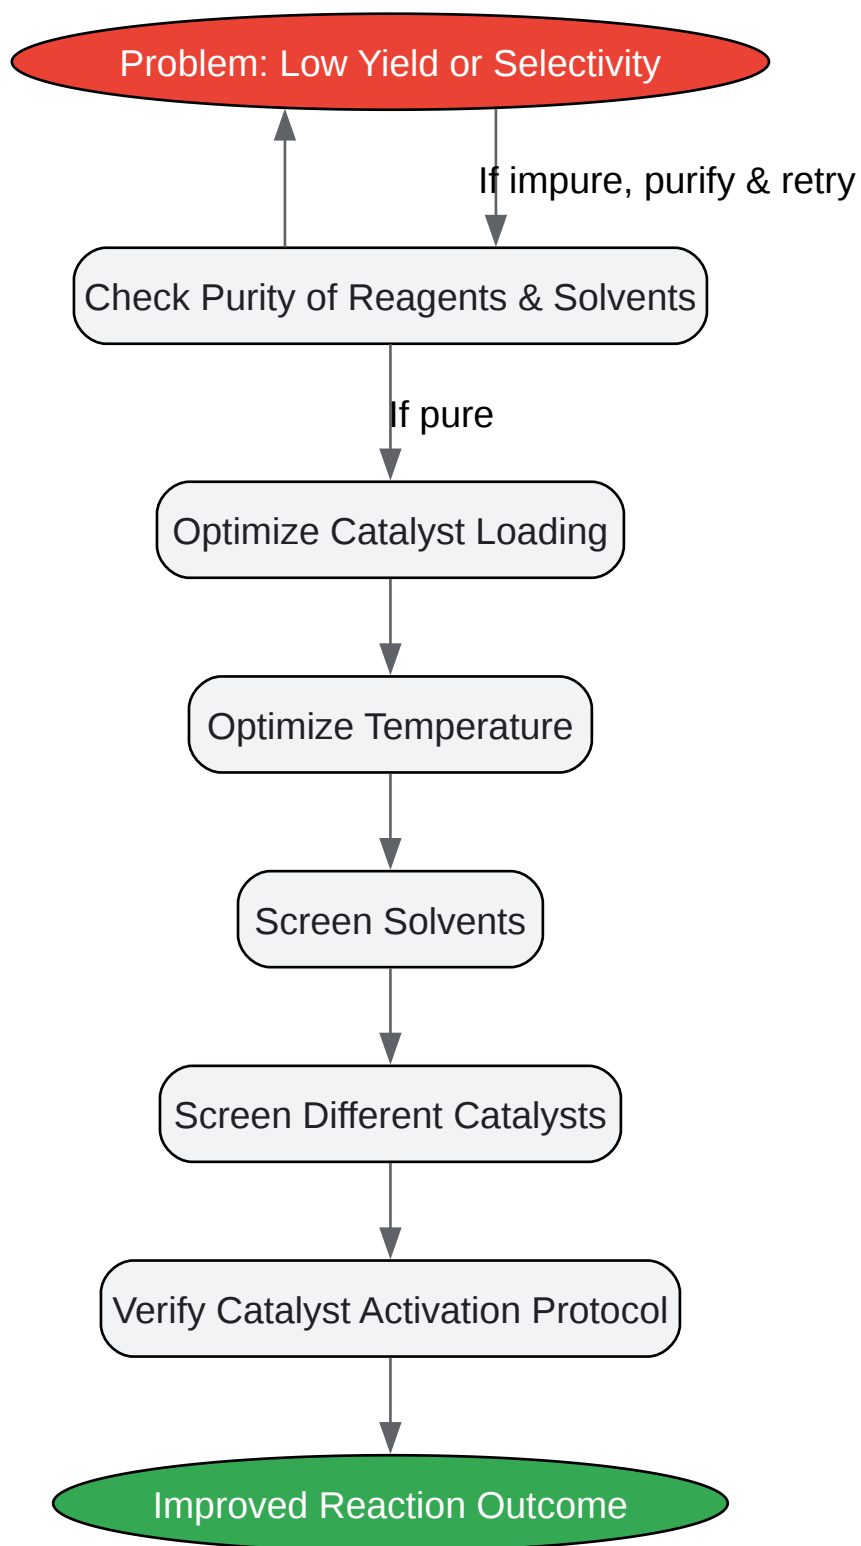 Problem: Low Yield or Selectivity
If impure, purify & retry
Check Purity of Reagents & Solvents
If pure
Optimize Catalyst Loading
Optimize Temperature
Screen Solvents
Screen Different Catalysts
Verify Catalyst Activation Protocol
Improved Reaction Outcome